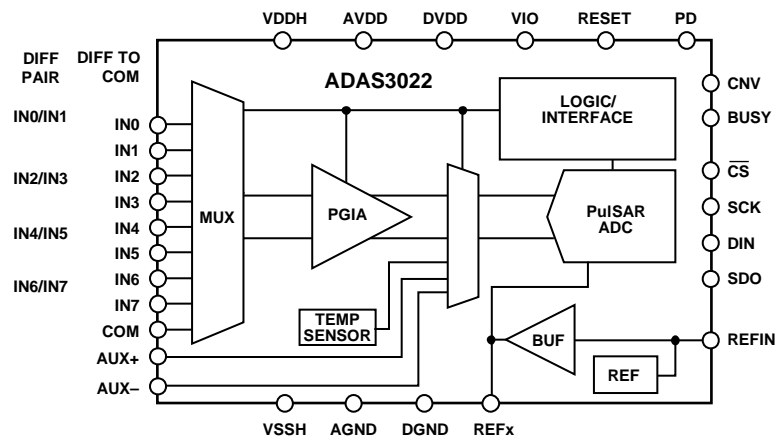 VDDH AVDD DVDD VIO RESET PD
DIFF PAIR
DIFF TO COM
ADAS3022
IN0/IN1
IN2/IN3
IN4/IN5
IN6/IN7
IN0
IN1
IN2
IN3
IN4
IN5
IN6
IN7
COM
AUX+
AUX–
MUX
PGIA
TEMP
SENSOR
LOGIC/
INTERFACE
PulSAR
ADC
BUF
REF
CNV
BUSY
CS
SCK
DIN
SDO
REFIN
VSSH AGND DGND REFx